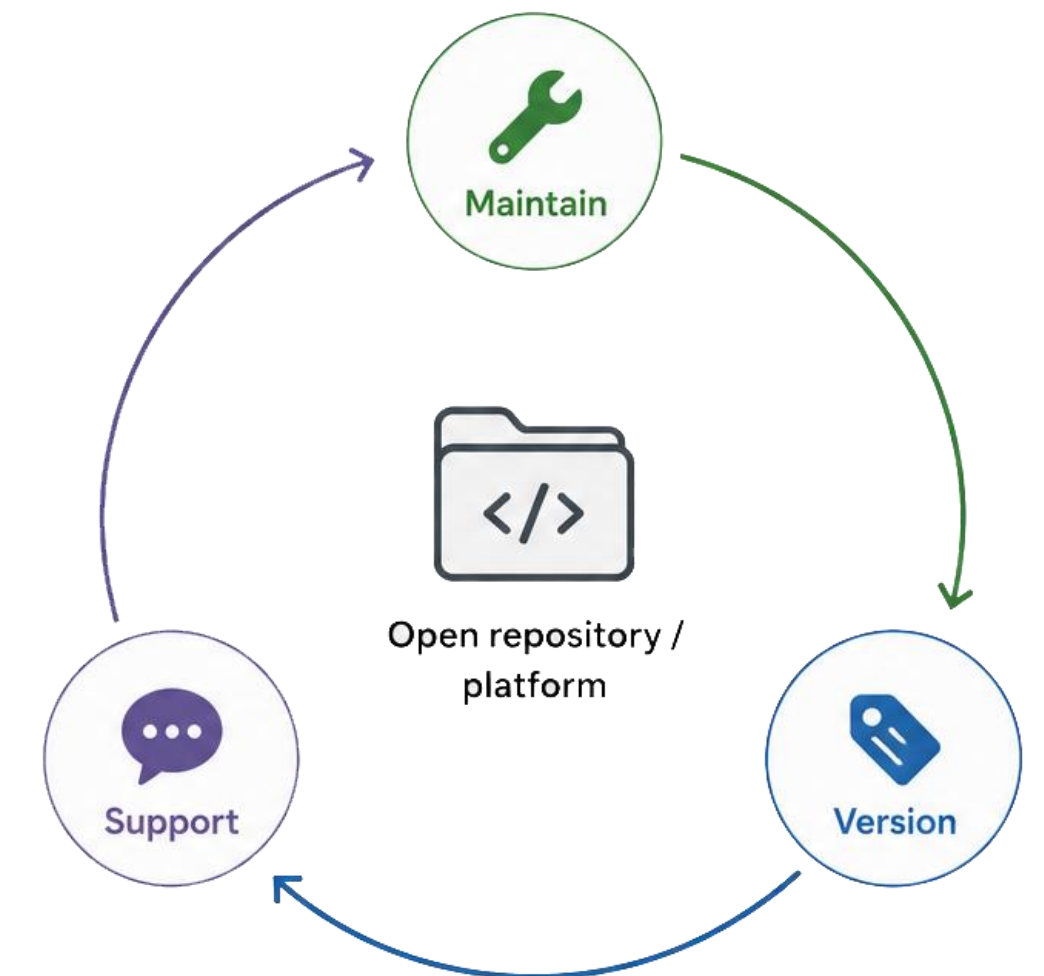 Maintain
</>
Open repository /
platform
Support
Version